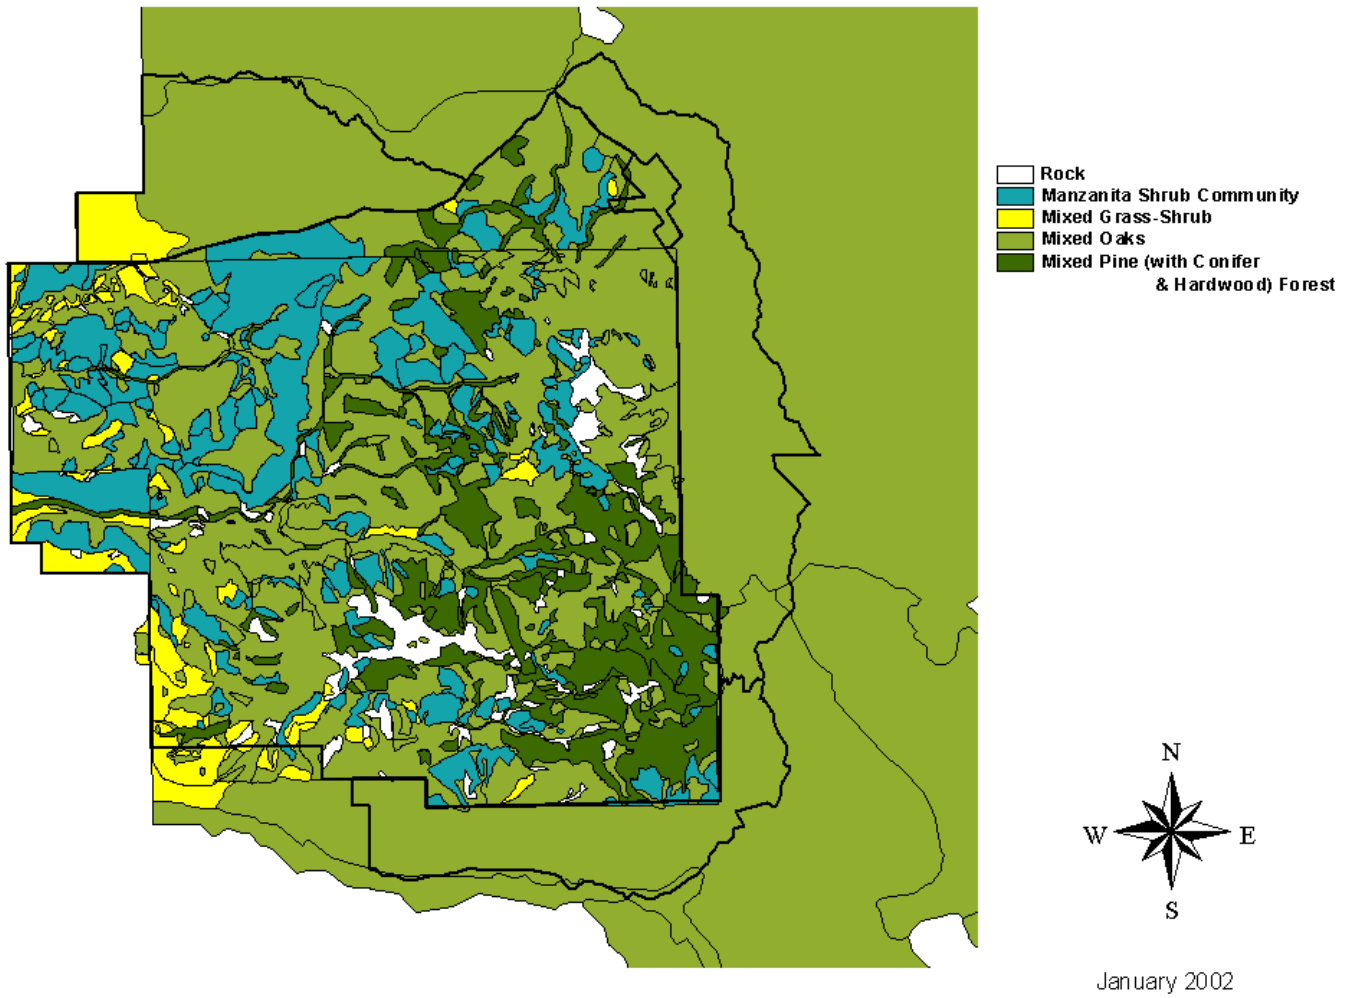 Rock
Manzanita Shrub Community
Mixed Grass-Shrub
Mixed Oaks
Mixed Pine (with Conifer
& Hardwood) Forest
N
W E
S
January 2002